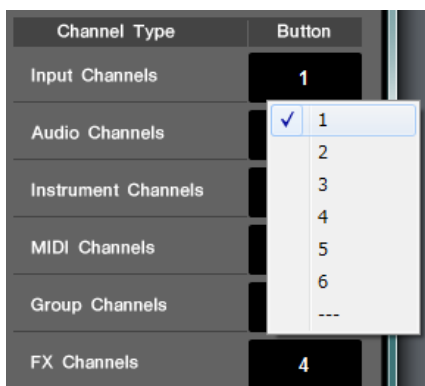 Channel Type Button
Input Channels 1
✓ 1
Audio Channels
2
Instrument Channels 3
4
MIDI Channels 5
6
Group Channels
---
FX Channels 4